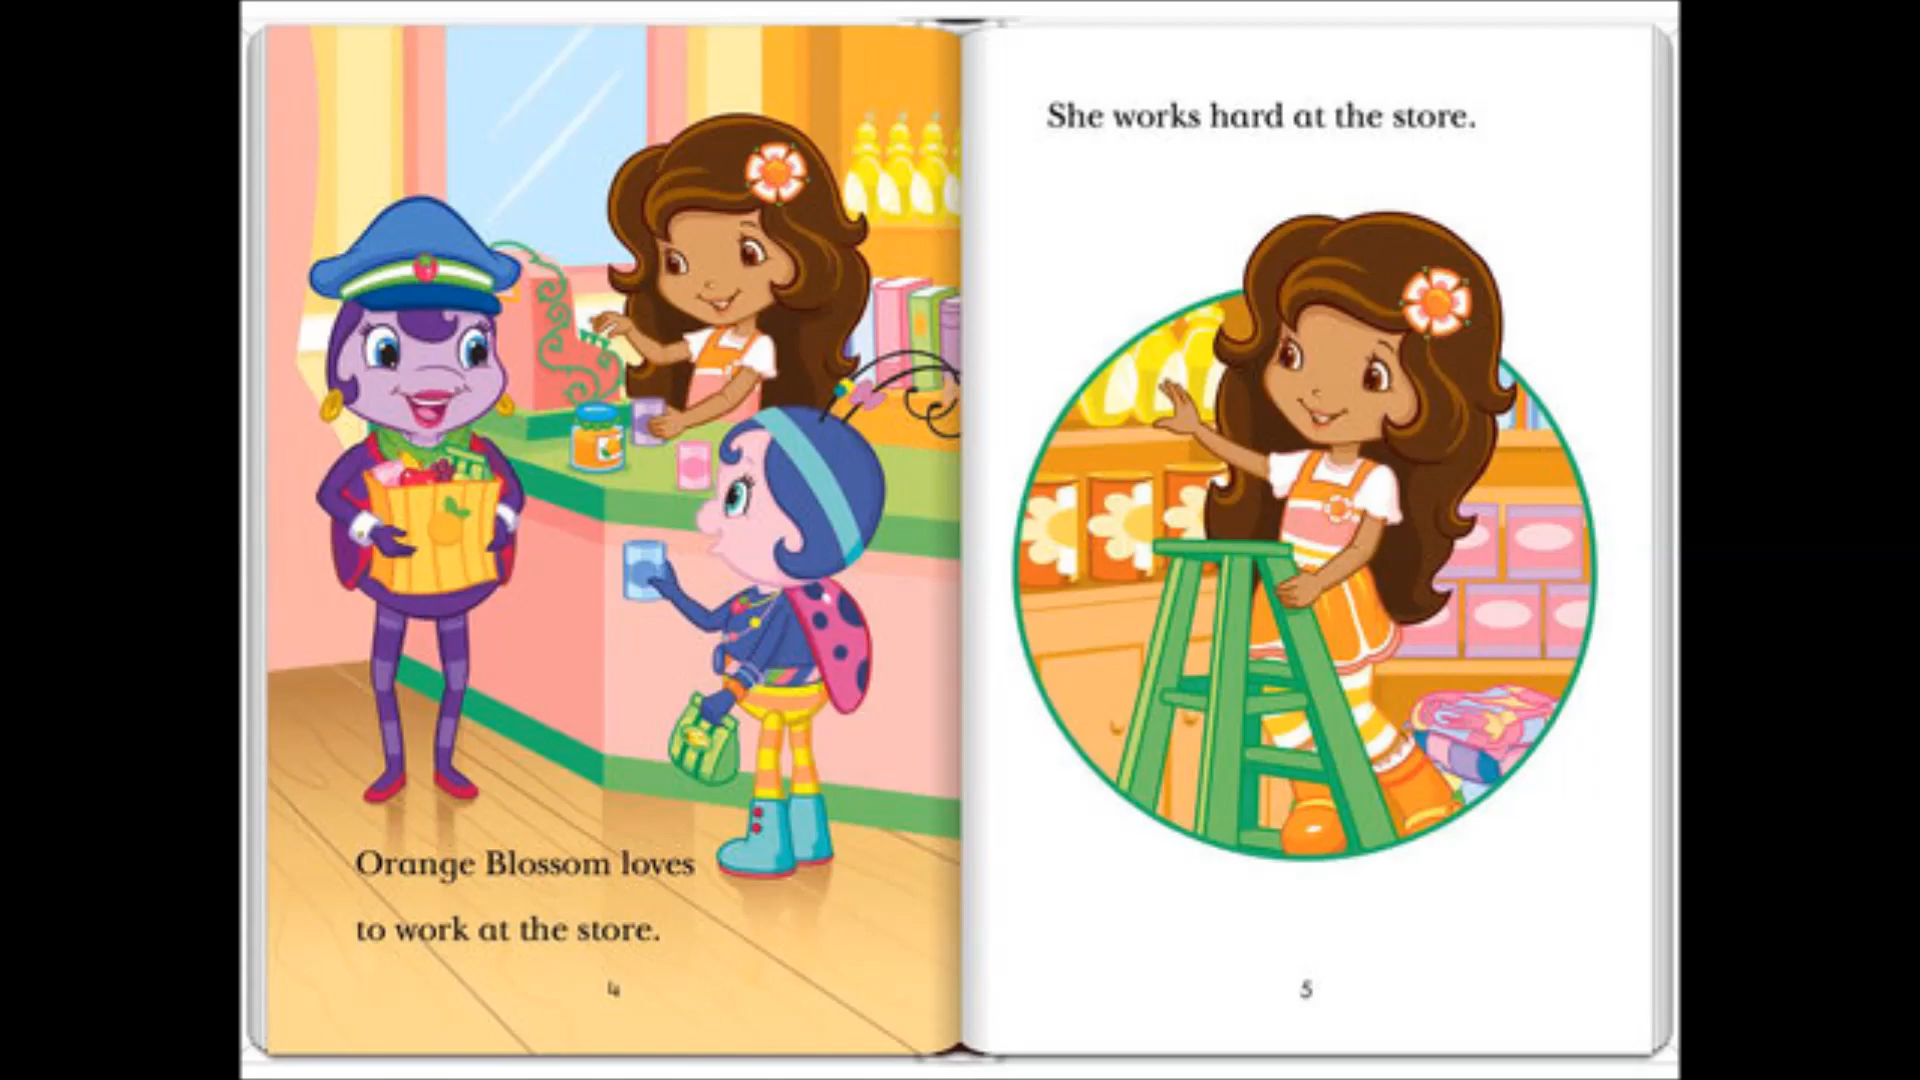 Orange Blossom loves
to work at the store.
4
She works hard at the store.
5